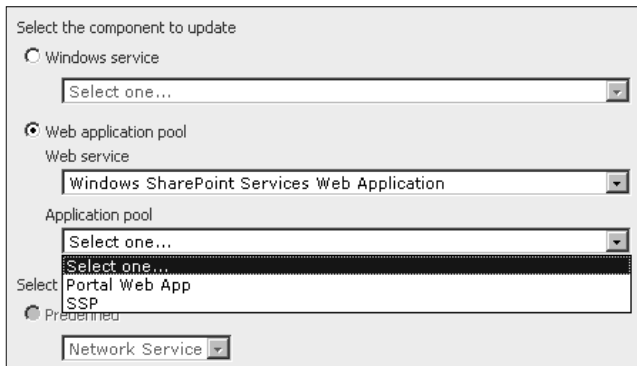 Select the component to update
Windows service
Select one...
Web application pool
Web service
Windows SharePoint Services Web Application
Application pool
Select one...
Select one...
Select
Portal Web App
SSP
Predefined
Network Service